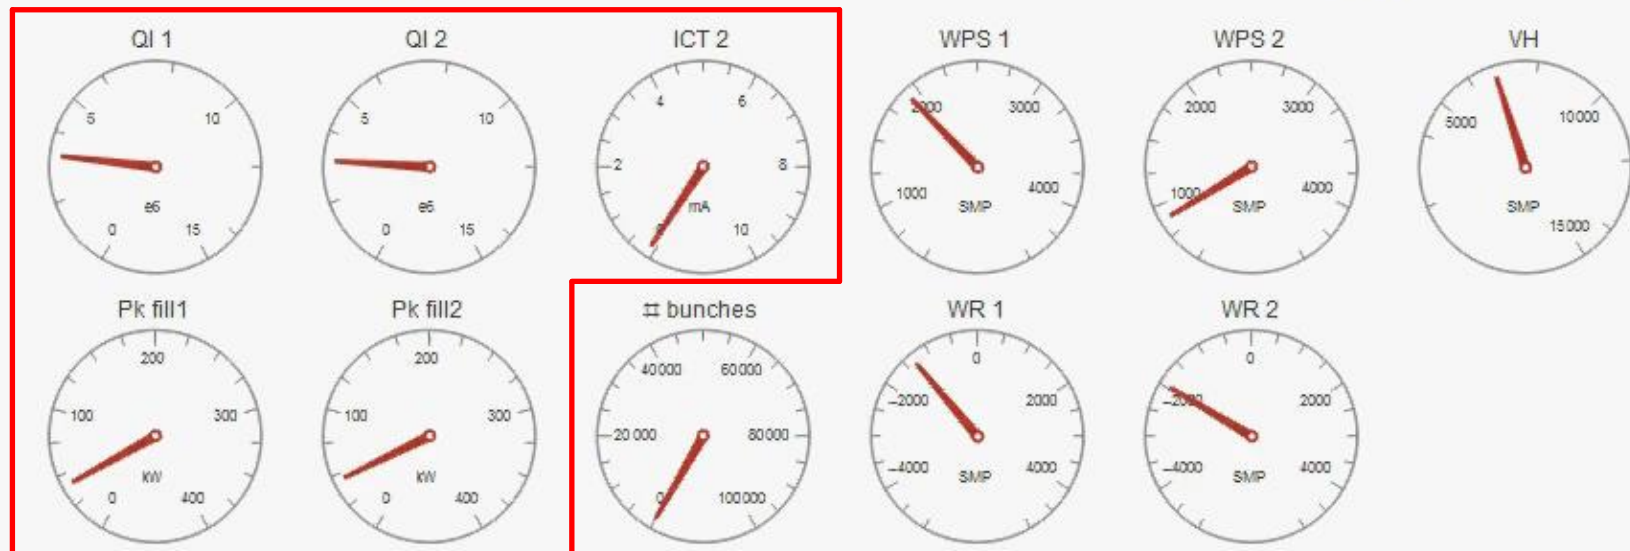 QI 1
5
10
e6
0
15
QI 2
5
10
e6
0
15
ICT 2
4
6
2
8
mA
0
10
WPS 1
2000
3000
1000
4000
SMP
WPS 2
2000
3000
1000
4000
SMP
VH
5000
10000
SMP
15000
Pk fill1
200
100
300
kW
0
400
Pk fill2
200
100
300
kW
0
400
# bunches
40000
60000
20000
80000
0
100000
WR 1
0
-2000
2000
-4000
4000
SMP
WR 2
0
-2000
2000
-4000
4000
SMP